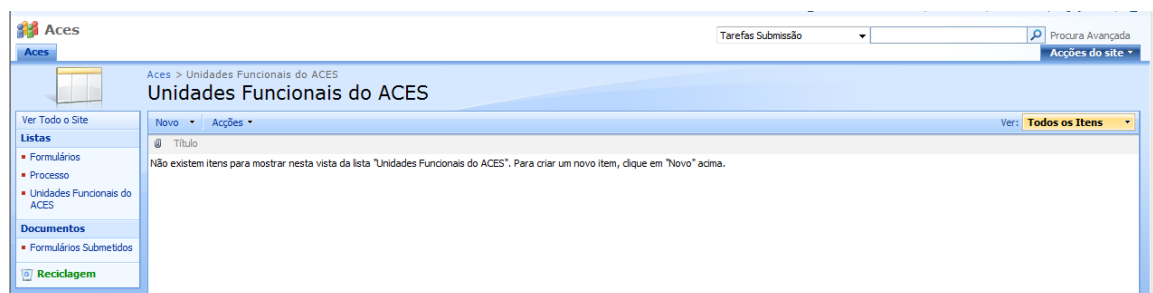 Aces
Tarefas Submissão
Procura Avançada
Aces
Acções do site
Aces > Unidades Funcionais do ACES
Unidades Funcionais do ACES
Ver Todo o Site
Novo Acções Ver: Todos os Itens
Listas
Título
Formulários
Não existem itens para mostrar nesta vista da lista "Unidades Funcionais do ACES". Para criar um novo item, clique em "Novo" acima.
Processo
Unidades Funcionais do
ACES
Documentos
Formulários Submetidos
Reciclagem